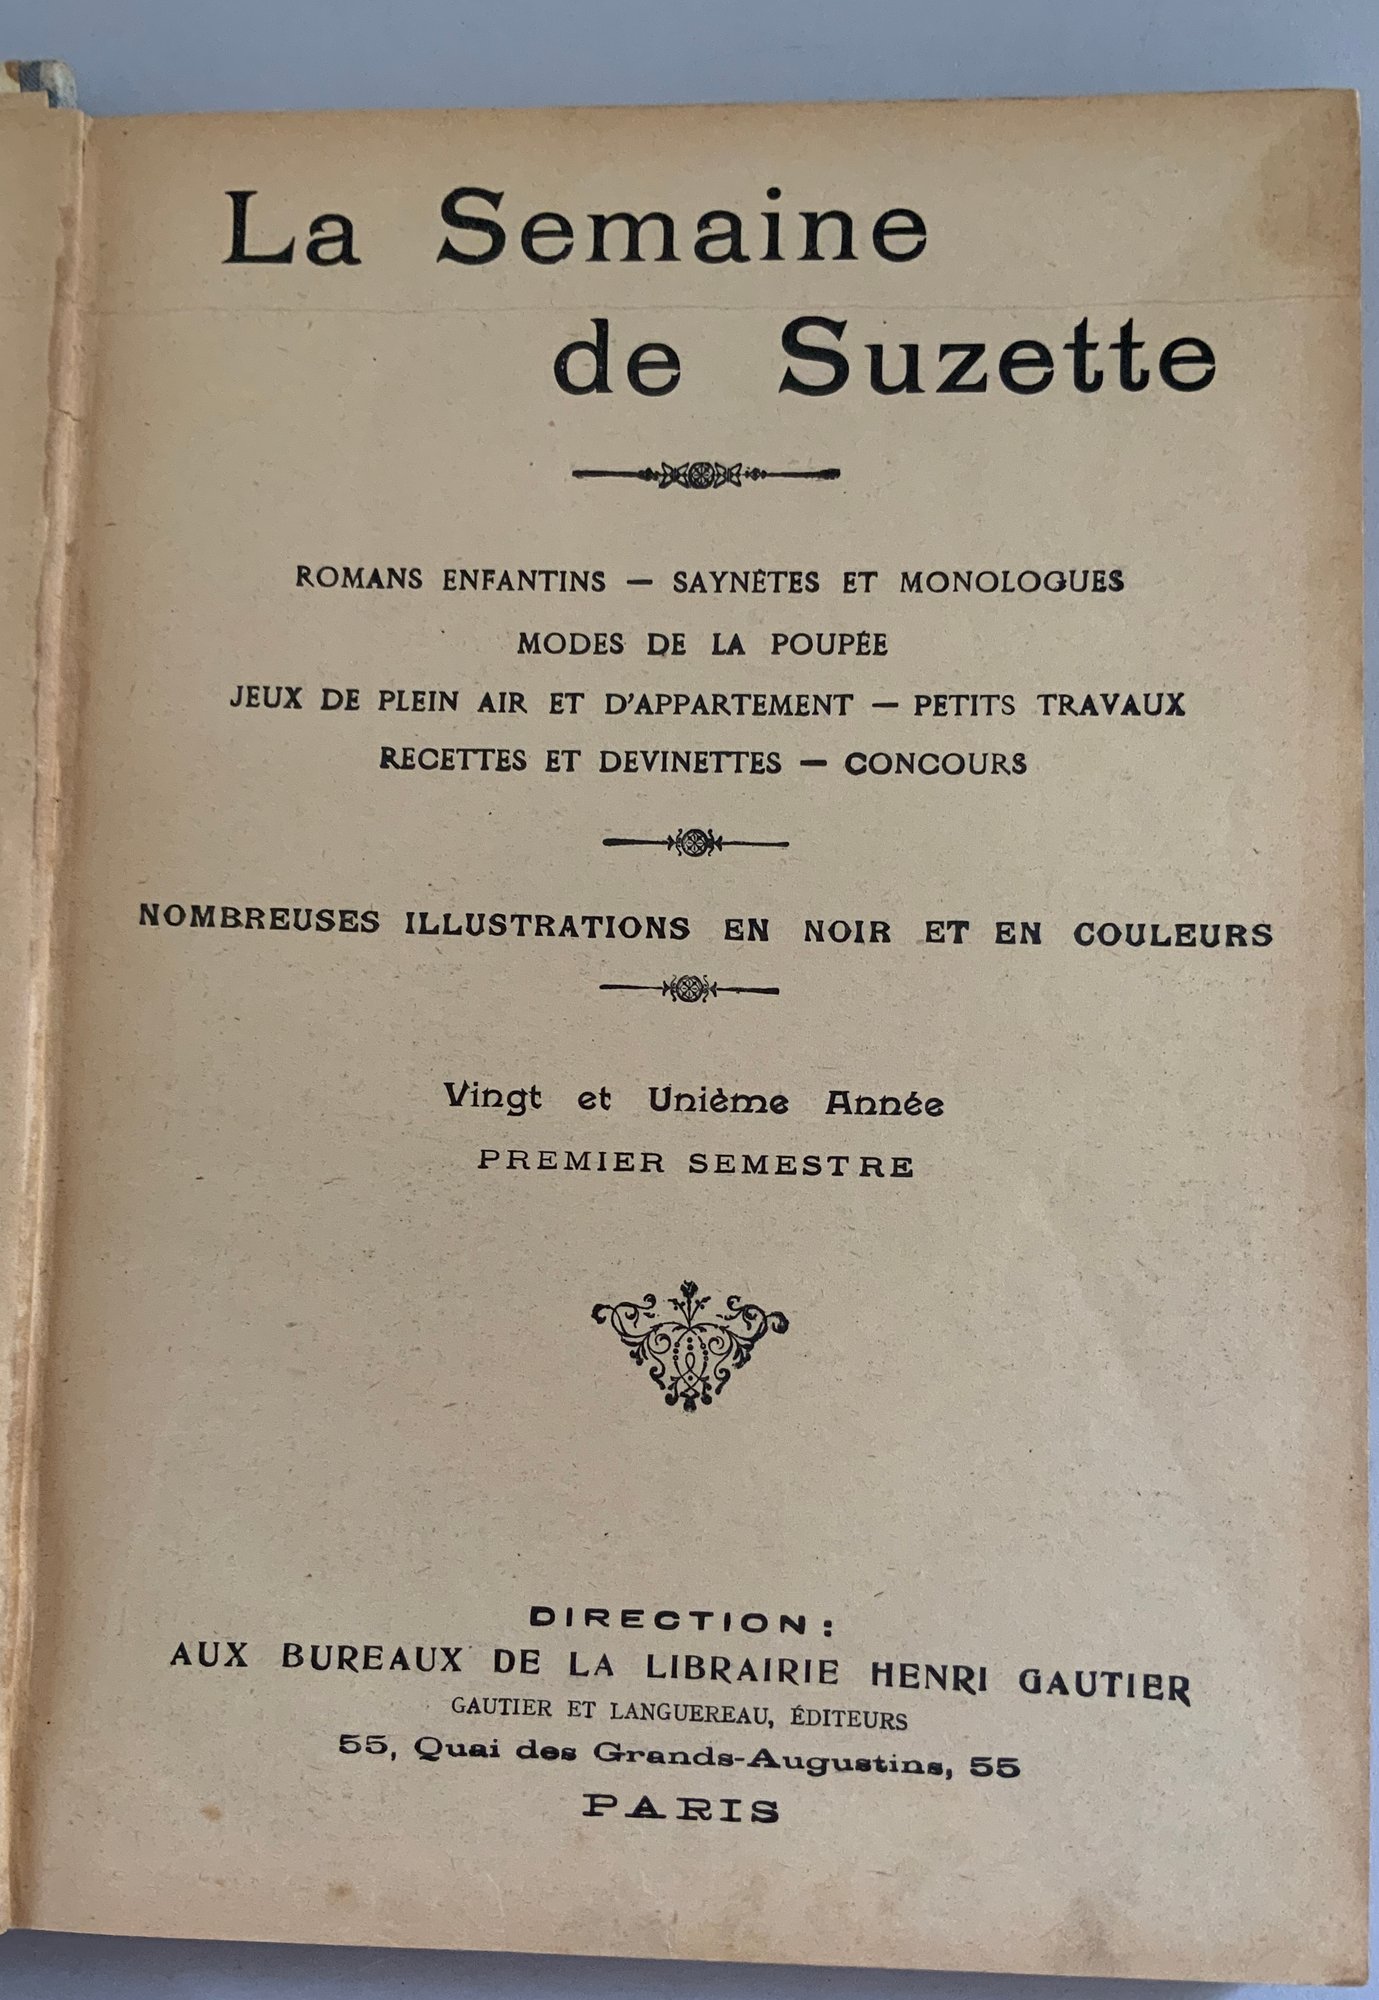 La Semaine
de Suzette
ROMANS ENFANTINS — SAYNÈTES ET MONOLOGUES
MODES DE LA POUPÉE
JEUX DE PLEIN AIR ET D'APPARTEMENT — PETITS TRAVAUX
RECETTES ET DEVINETTES — CONCOURS
NOMBREUSES ILLUSTRATIONS EN NOIR ET EN COULEURS
Vingt et Unième Année
PREMIER SEMESTRE
DIRECTION :
AUX BUREAUX DE LA LIBRAIRIE HENRI GAUTIER
GAUTIER ET LANGUEREAU, ÉDITEURS
55, Quai des Grands-Augustins, 55
PARIS